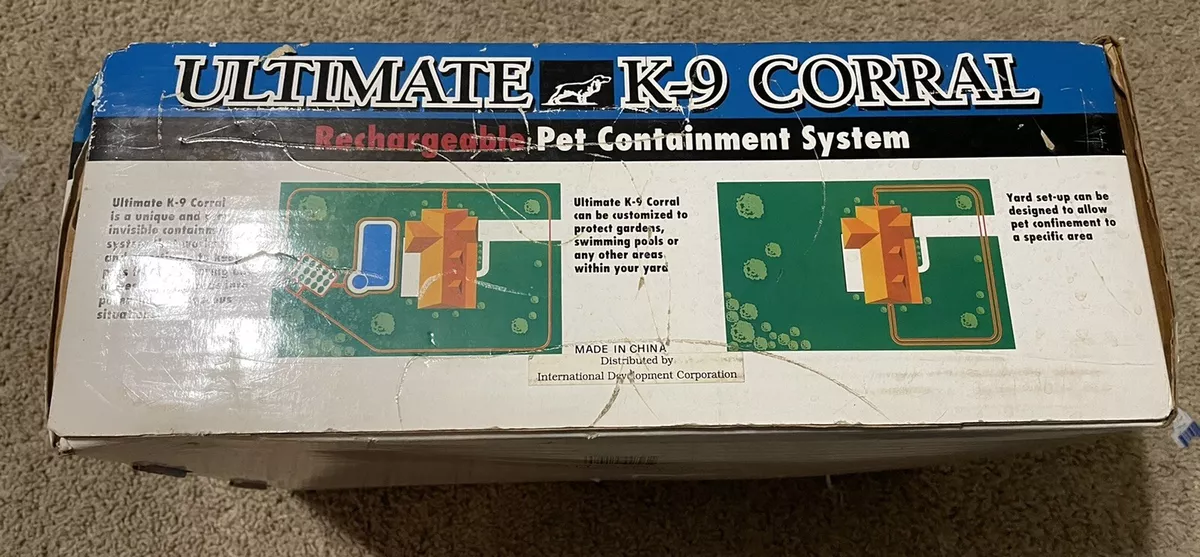 ULTIMATE K-9 CORRAL
Rechargeable Pet Containment System
Ultimate K-9 Corral
is a unique and
invisible containm
Ultimate K-9 Corral
can be customized to
protect gardens,
swimming pools or
any other areas
within your yard
Yard set-up can be
designed to allow
pet confinement to
a specific area
MADE IN CHINA
Distributed by
International Development Corporation